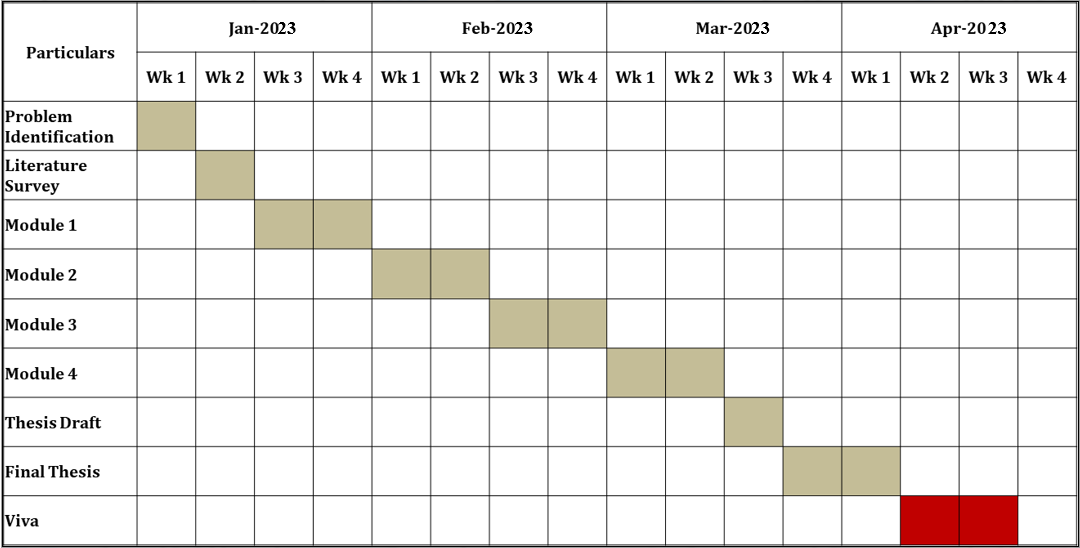 Particulars
Jan-2023
Feb-2023
Mar-2023
Apr-2023
Wk 1
Wk 2
Wk 3
Wk 4
Wk 1
Wk 2
Wk 3
Wk 4
Wk 1
Wk 2
Wk 3
Wk 4
Wk 1
Wk 2
Wk 3
Wk 4
Problem
Identification
Literature
Survey
Module 1
Module 2
Module 3
Module 4
Thesis Draft
Final Thesis
Viva